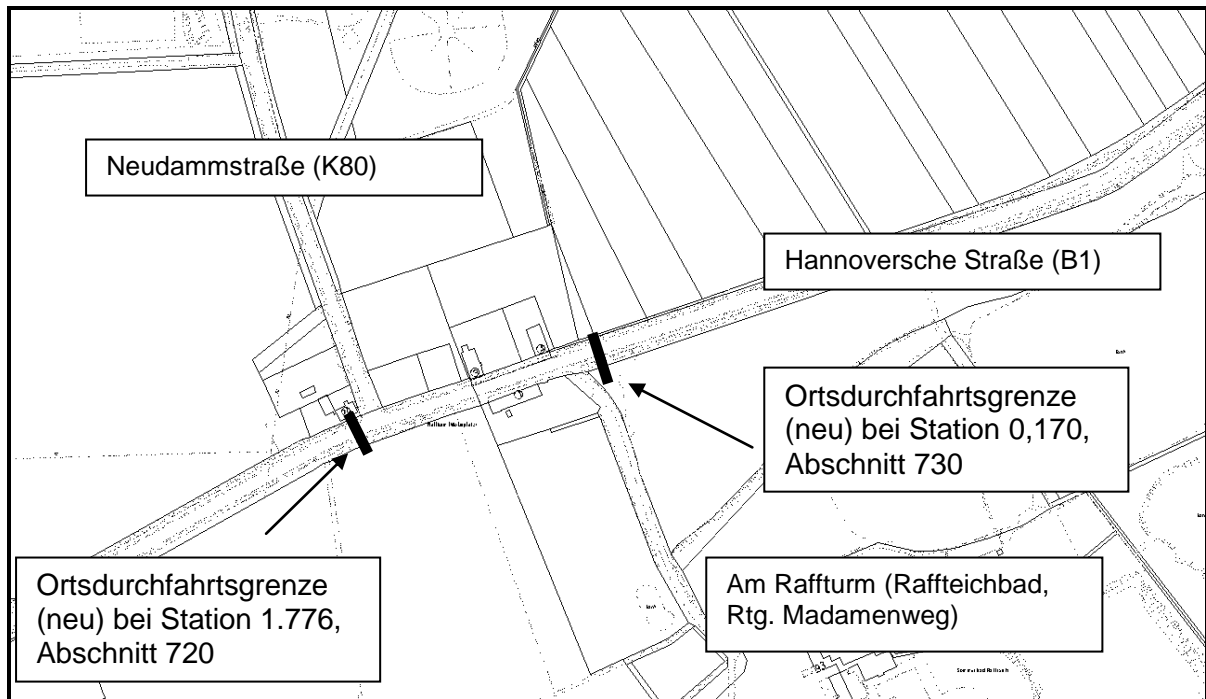 Neudammstraße (K80)
Hannoversche Straße (B1)
Ortsdurchfahrtsgrenze
(neu) bei Station 0,170,
Abschnitt 730
Ortsdurchfahrtsgrenze
(neu) bei Station 1.776,
Abschnitt 720
Am Raffturm (Raffteichbad,
Rtg. Madamenweg)
93